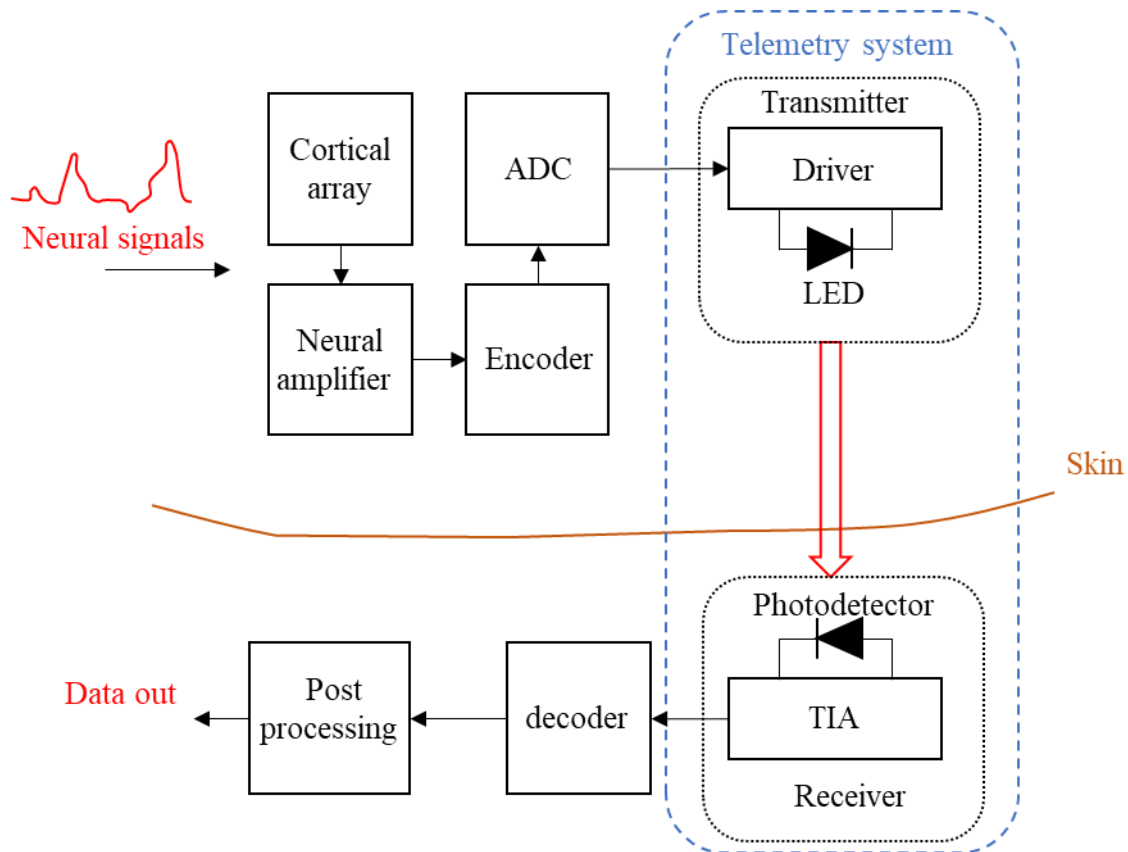 Telemetry system
Transmitter
Cortical
array
ADC
Driver
Neural signals
LED
Neural
amplifier
Encoder
Skin
Photodetector
Data out
Post
processing
decoder
TIA
Receiver